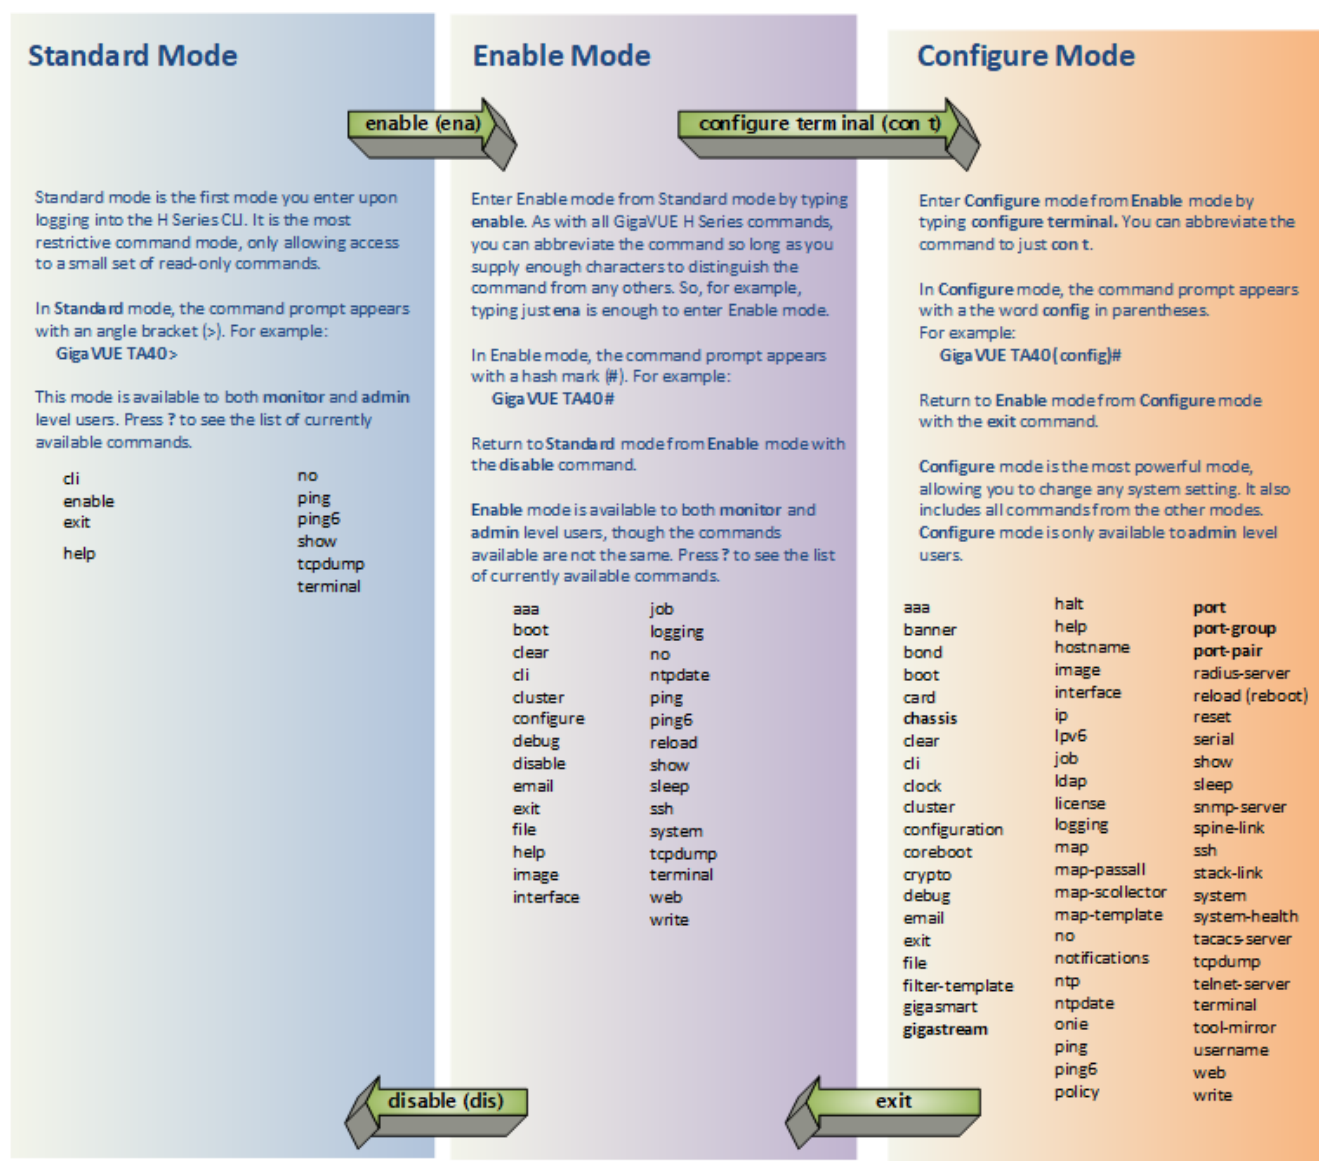 Standard Mode
enable (ena)
Standard mode is the first mode you enter upon
logging into the H Series CLI. It is the most
restrictive command mode, only allowing access
to a small set of read-only commands.
In Standard mode, the command prompt appears
with an angle bracket (>). For example:
GigaVUE TA40>
This mode is available to both monitor and admin
level users. Press ? to see the list of currently
available commands.
cli
enable
exit
help
no
ping
ping6
show
tcpdump
terminal
disable (dis)
Enable Mode
configure terminal (con t)
Enter Enable mode from Standard mode by typing
enable. As with all GigaVUE H Series commands,
you can abbreviate the command so long as you
supply enough characters to distinguish the
command from any others. So, for example,
typing just ena is enough to enter Enable mode.
In Enable mode, the command prompt appears
with a hash mark (#). For example:
GigaVUE TA40#
Return to Standard mode from Enable mode with
the disable command.
Enable mode is available to both monitor and
admin level users, though the commands
available are not the same. Press ? to see the list
of currently available commands.
aaa
boot
clear
cli
cluster
configure
debug
disable
email
exit
file
help
image
interface
job
logging
no
ntpdate
ping
ping6
reload
show
sleep
ssh
system
tcpdump
terminal
web
write
exit
Configure Mode
Enter Configure mode from Enable mode by
typing configure terminal. You can abbreviate the
command to just con t.
In Configure mode, the command prompt appears
with a the word config in parentheses.
For example:
GigaVUE TA40(config)#
Return to Enable mode from Configure mode
with the exit command.
Configure mode is the most powerful mode,
allowing you to change any system setting. It also
includes all commands from the other modes.
Configure mode is only available to admin level
users.
aaa
banner
bond
boot
card
chassis
clear
cli
clock
cluster
configuration
coreboot
crypto
debug
email
exit
file
filter-template
gigasmart
gigastream
halt
help
hostname
image
interface
ip
Ipv6
job
ldap
license
logging
map
map-passall
map-scollector
map-template
no
notifications
ntp
ntpdate
onie
ping
ping6
policy
port
port-group
port-pair
radius-server
reload (reboot)
reset
serial
show
sleep
snmp-server
spine-link
ssh
stack-link
system
system-health
tacacs-server
tcpdump
telnet-server
terminal
tool-mirror
username
web
write